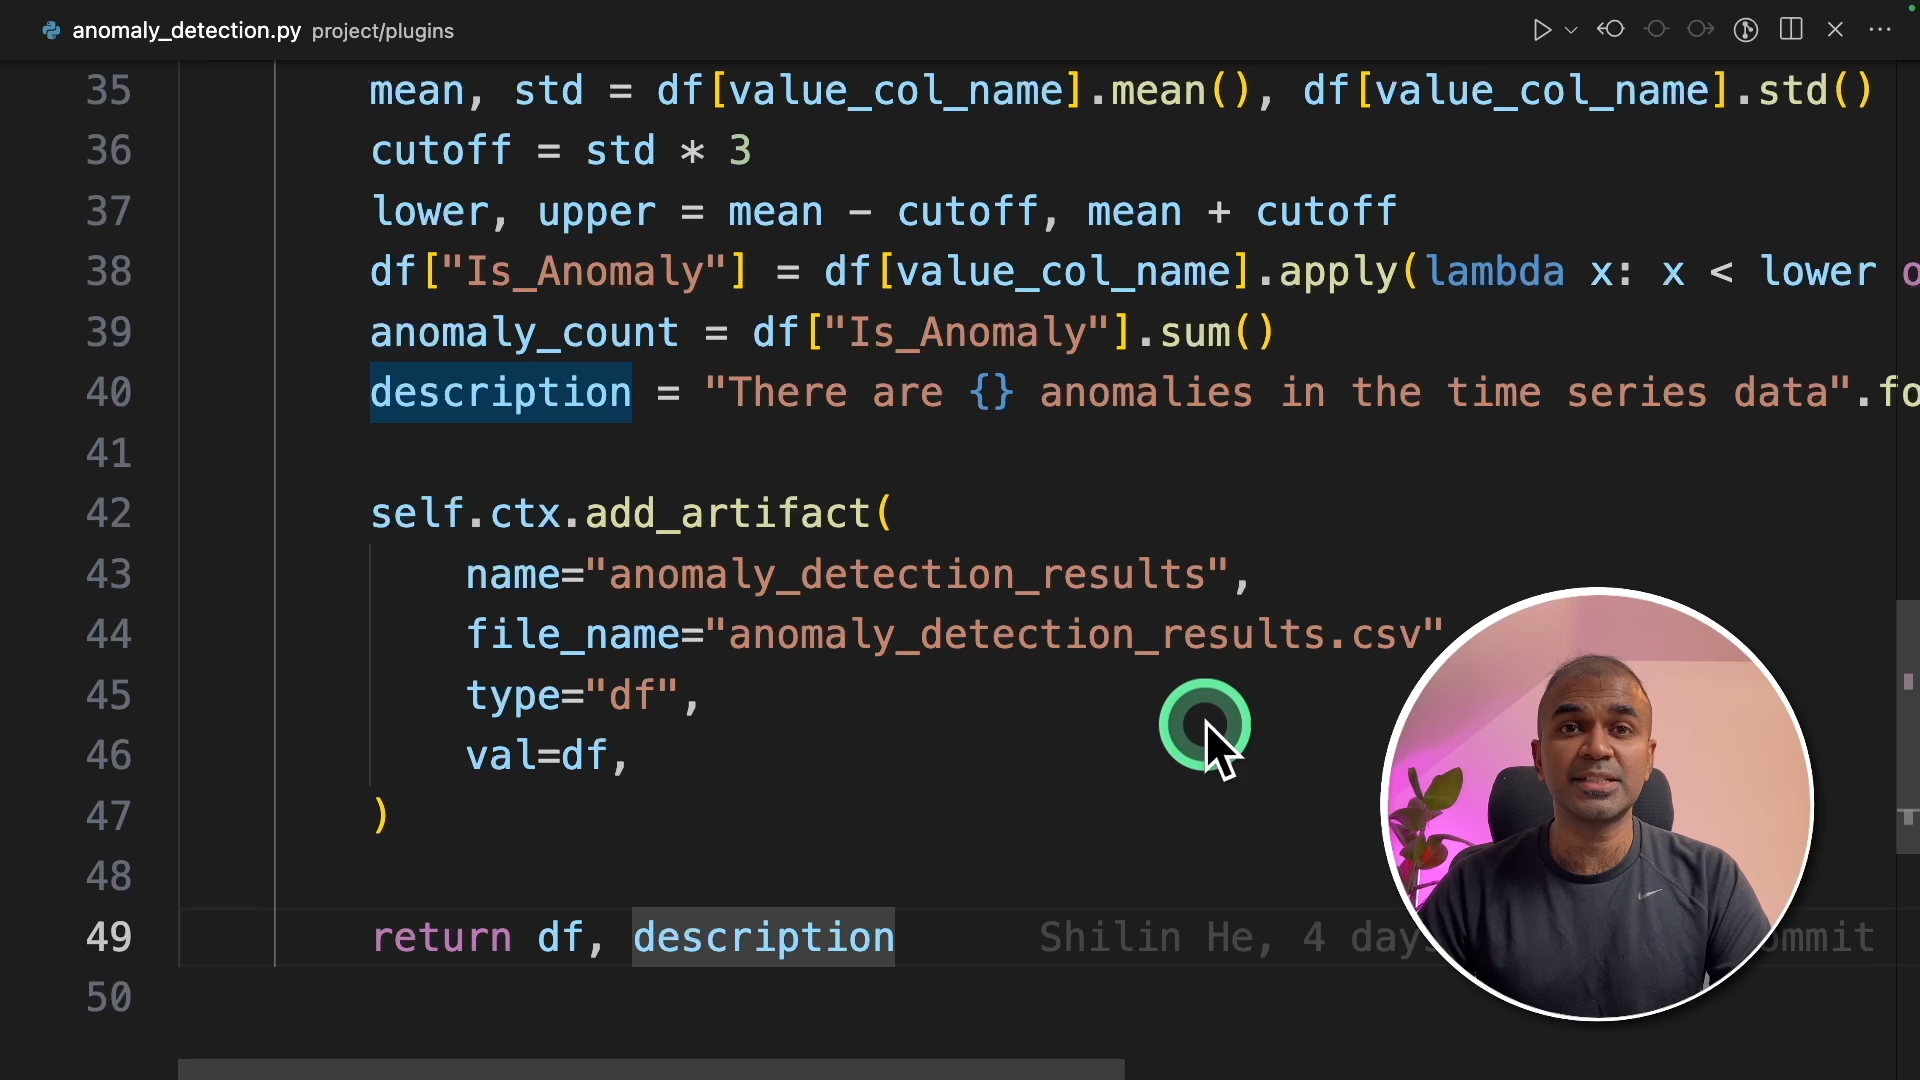 anomaly_detection.py project/plugins
35 mean, std = df[value_col_name].mean(), df[value_col_name].std()
36 cutoff = std * 3
37 lower, upper = mean - cutoff, mean + cutoff
38 df["Is_Anomaly"] = df[value_col_name].apply(lambda x: x < lower o
39 anomaly_count = df["Is_Anomaly"].sum()
40 description = "There are {} anomalies in the time series data".fo
41
42 self.ctx.add_artifact(
43 name="anomaly_detection_results",
44 file_name="anomaly_detection_results.csv"
45 type="df",
46 val=df,
47 )
48
49 return df, description Shilin He, 4 days ommit
50